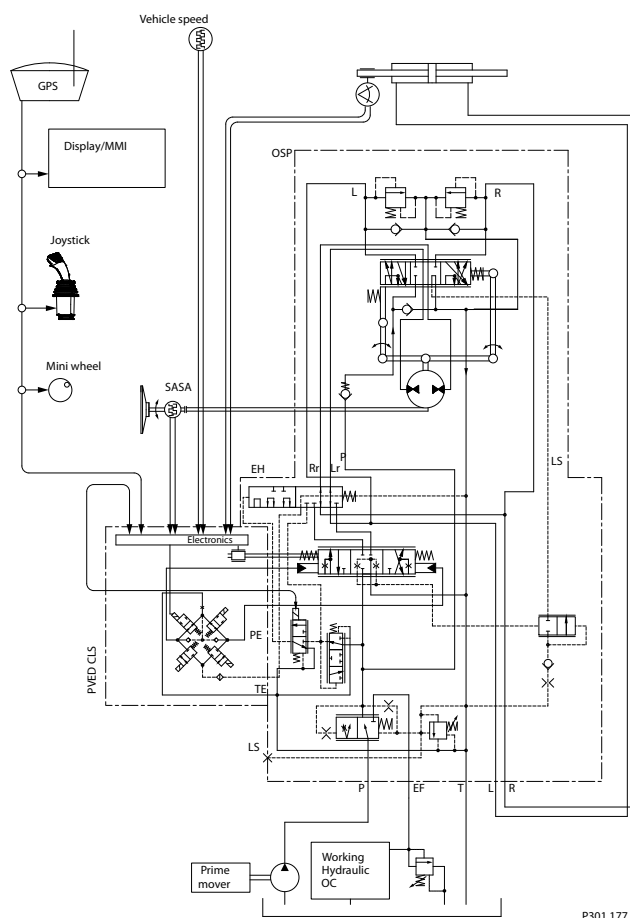 Vehicle speed
GPS
Display/MMI
OSP
L
R
Joystick
Mini wheel
SASA
P
LS
EH
Rr
Lr
Electronics
PVED CLS
PE
TE
LS
P
EF
T
L
R
Prime
mover
Working
Hydraulic
OC
P301 177